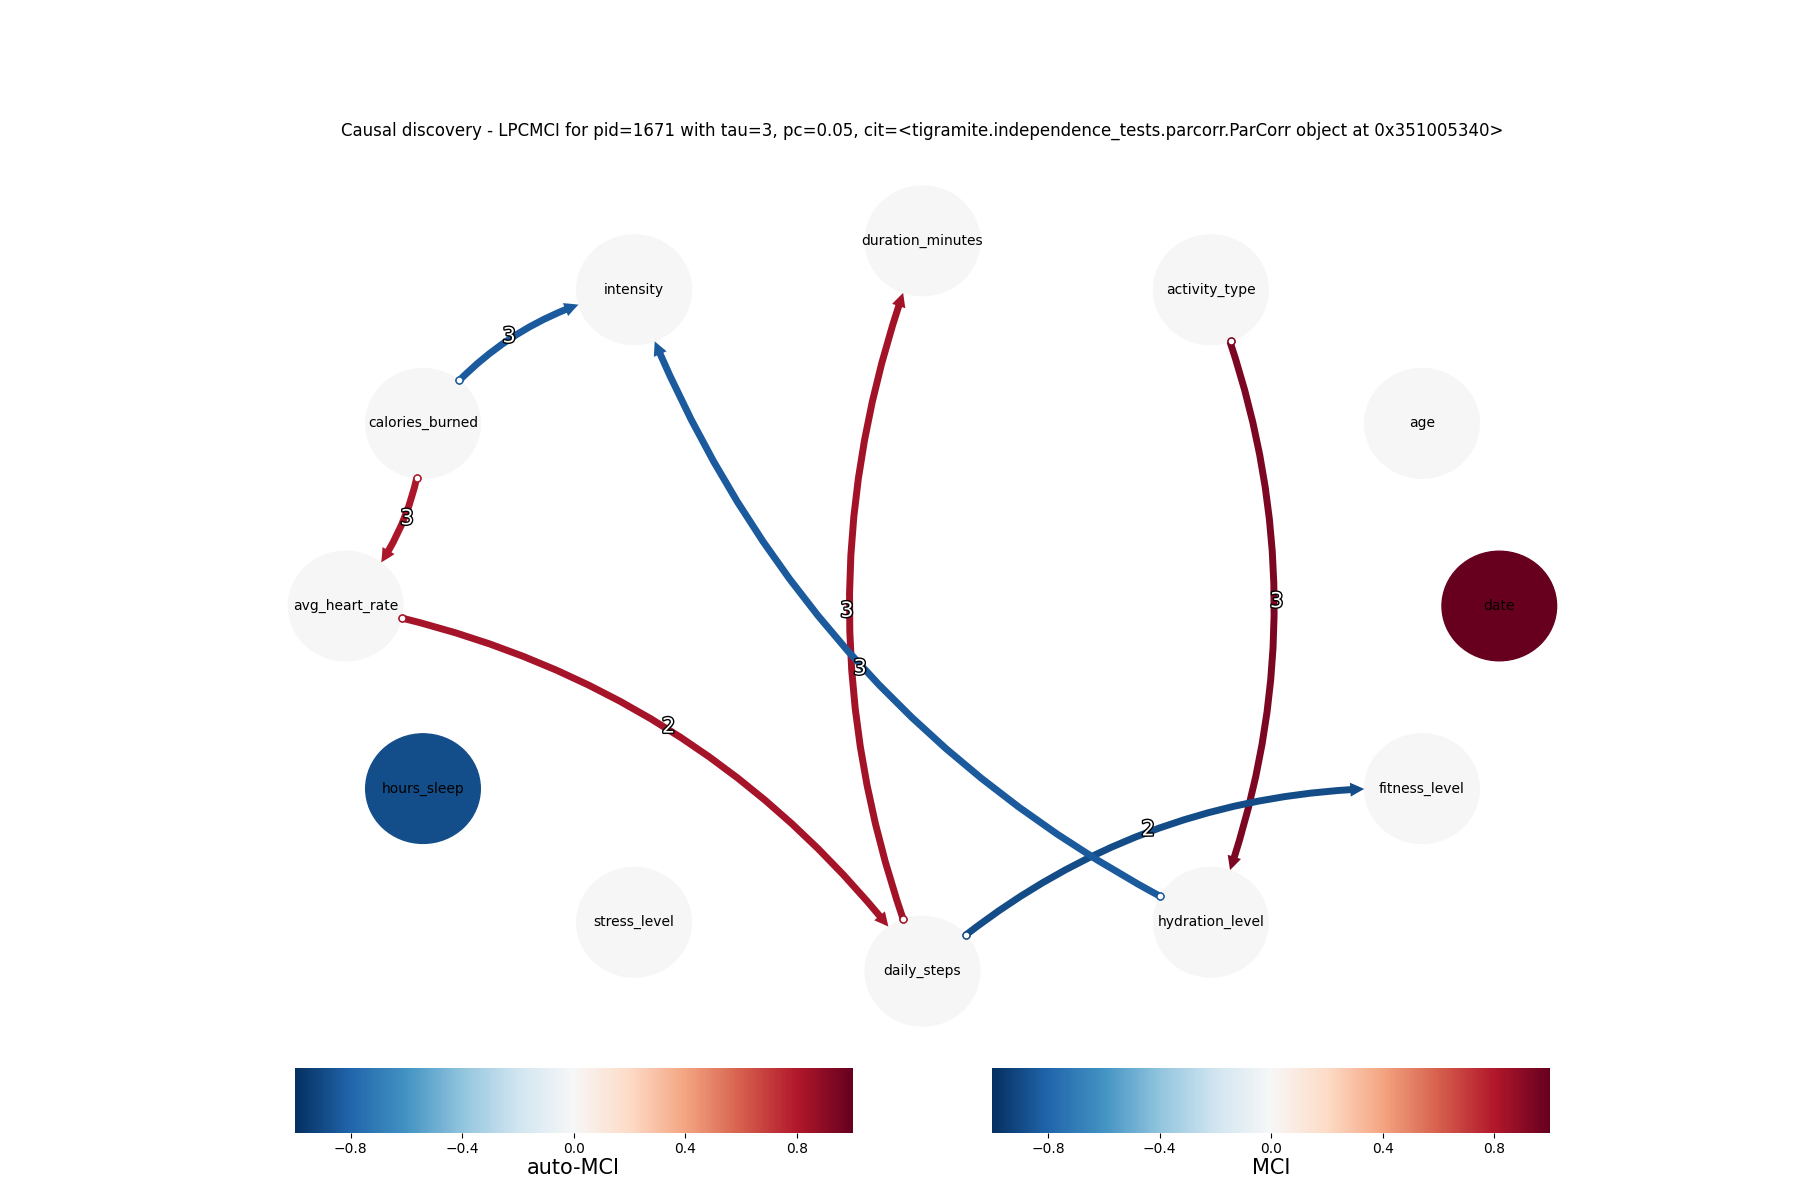 Causal discovery - LPCMCI for pid=1671 with tau=3, pc=0.05, cit=<tigramite.independence_tests.parcorr.ParCorr object at 0x351005340>
duration_minutes
intensity
activity_type
3
calories_burned
age
3
avg_heart_rate
3
3
date
3
2
hours_sleep
fitness_level
2
stress_level
hydration_level
daily_steps
−0.8 −0.4 0.0 0.4 0.8
auto-MCI
−0.8 −0.4 0.0 0.4 0.8
MCI